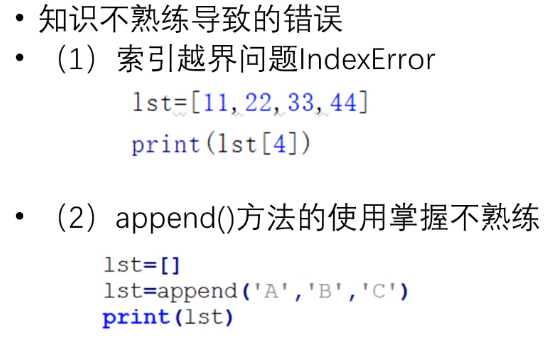 • 知识不熟练导致的错误
• （1）索引越界问题IndexError
lst=[11,22,33,44]
print(lst[4])
• （2）append()方法的使用掌握不熟练
lst=[]
lst=append('A','B','C')
print(lst)